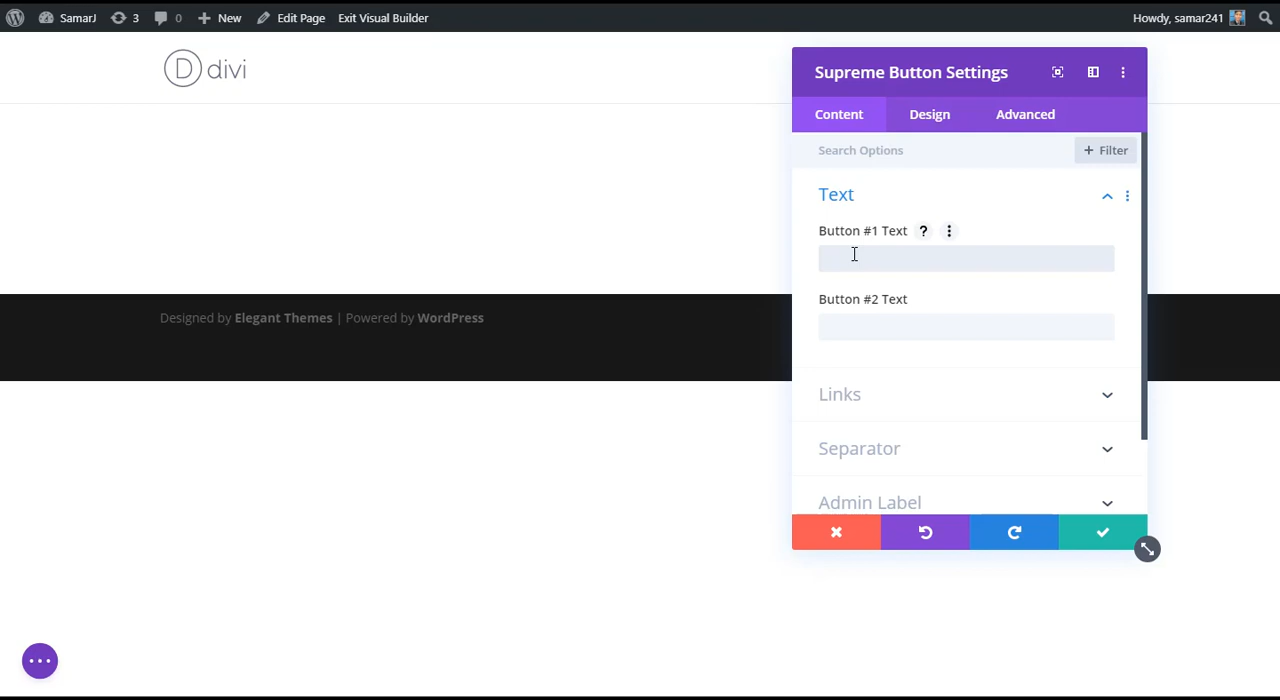 SamarJ 3 0 New Edit Page Exit Visual Builder Howdy, samar241
D divi
Supreme Button Settings
Content Design Advanced
Search Options + Filter
Text
Button #1 Text ?
Button #2 Text
Designed by Elegant Themes | Powered by WordPress
Links
Separator
Admin Label